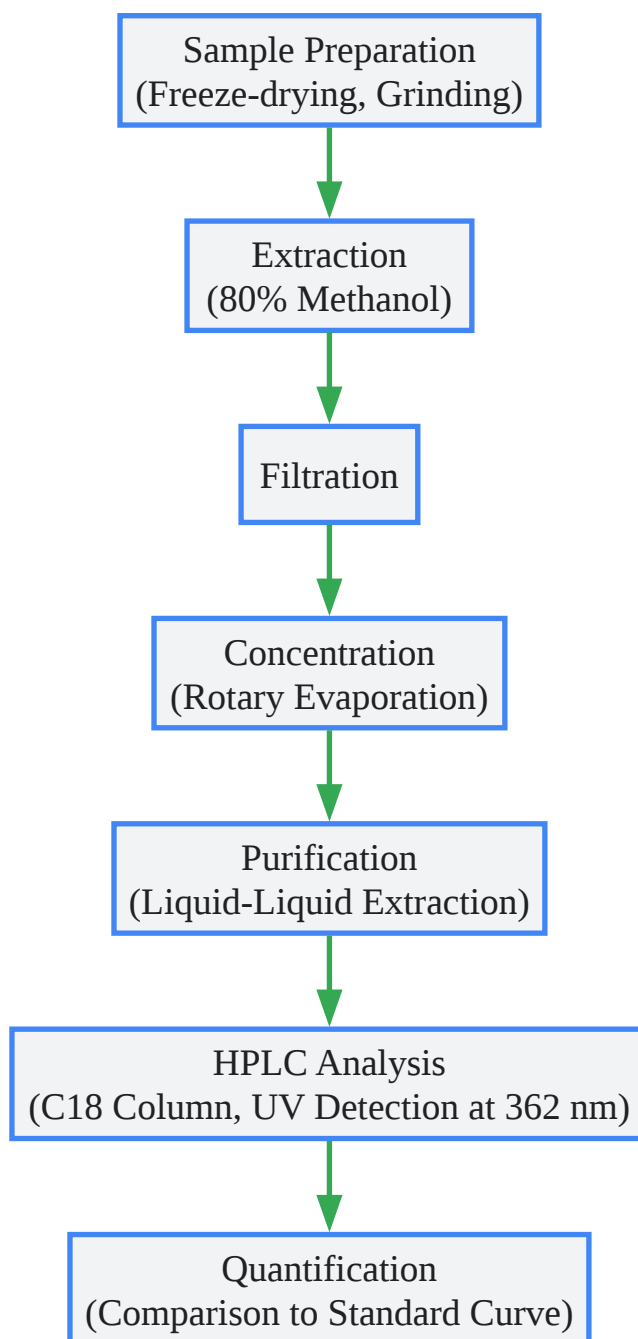 Sample Preparation
(Freeze-drying, Grinding)
Extraction
(80% Methanol)
Filtration
Concentration
(Rotary Evaporation)
Purification
(Liquid-Liquid Extraction)
HPLC Analysis
(C18 Column, UV Detection at 362 nm)
Quantification
(Comparison to Standard Curve)